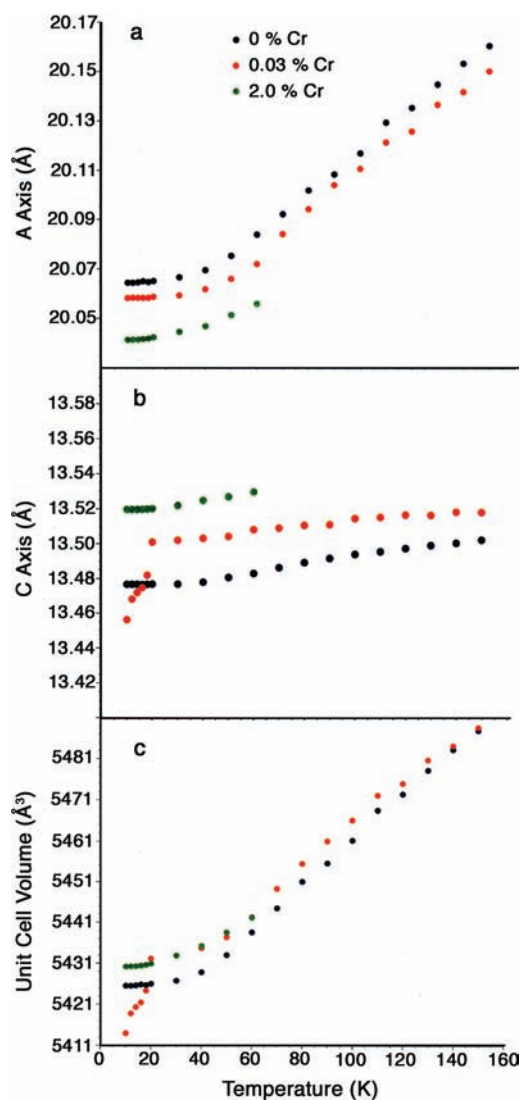 a
0 % Cr
0.03 % Cr
2.0 % Cr
20.17
20.15
20.13
20.11
20.09
20.07
20.05
A Axis (Å)
b
13.58
13.56
13.54
13.52
13.50
13.48
13.46
13.44
13.42
C Axis (Å)
c
5481
5471
5461
5451
5441
5431
5421
5411
Unit Cell Volume (Å³)
0 20 40 60 80 100 120 140 160
Temperature (K)